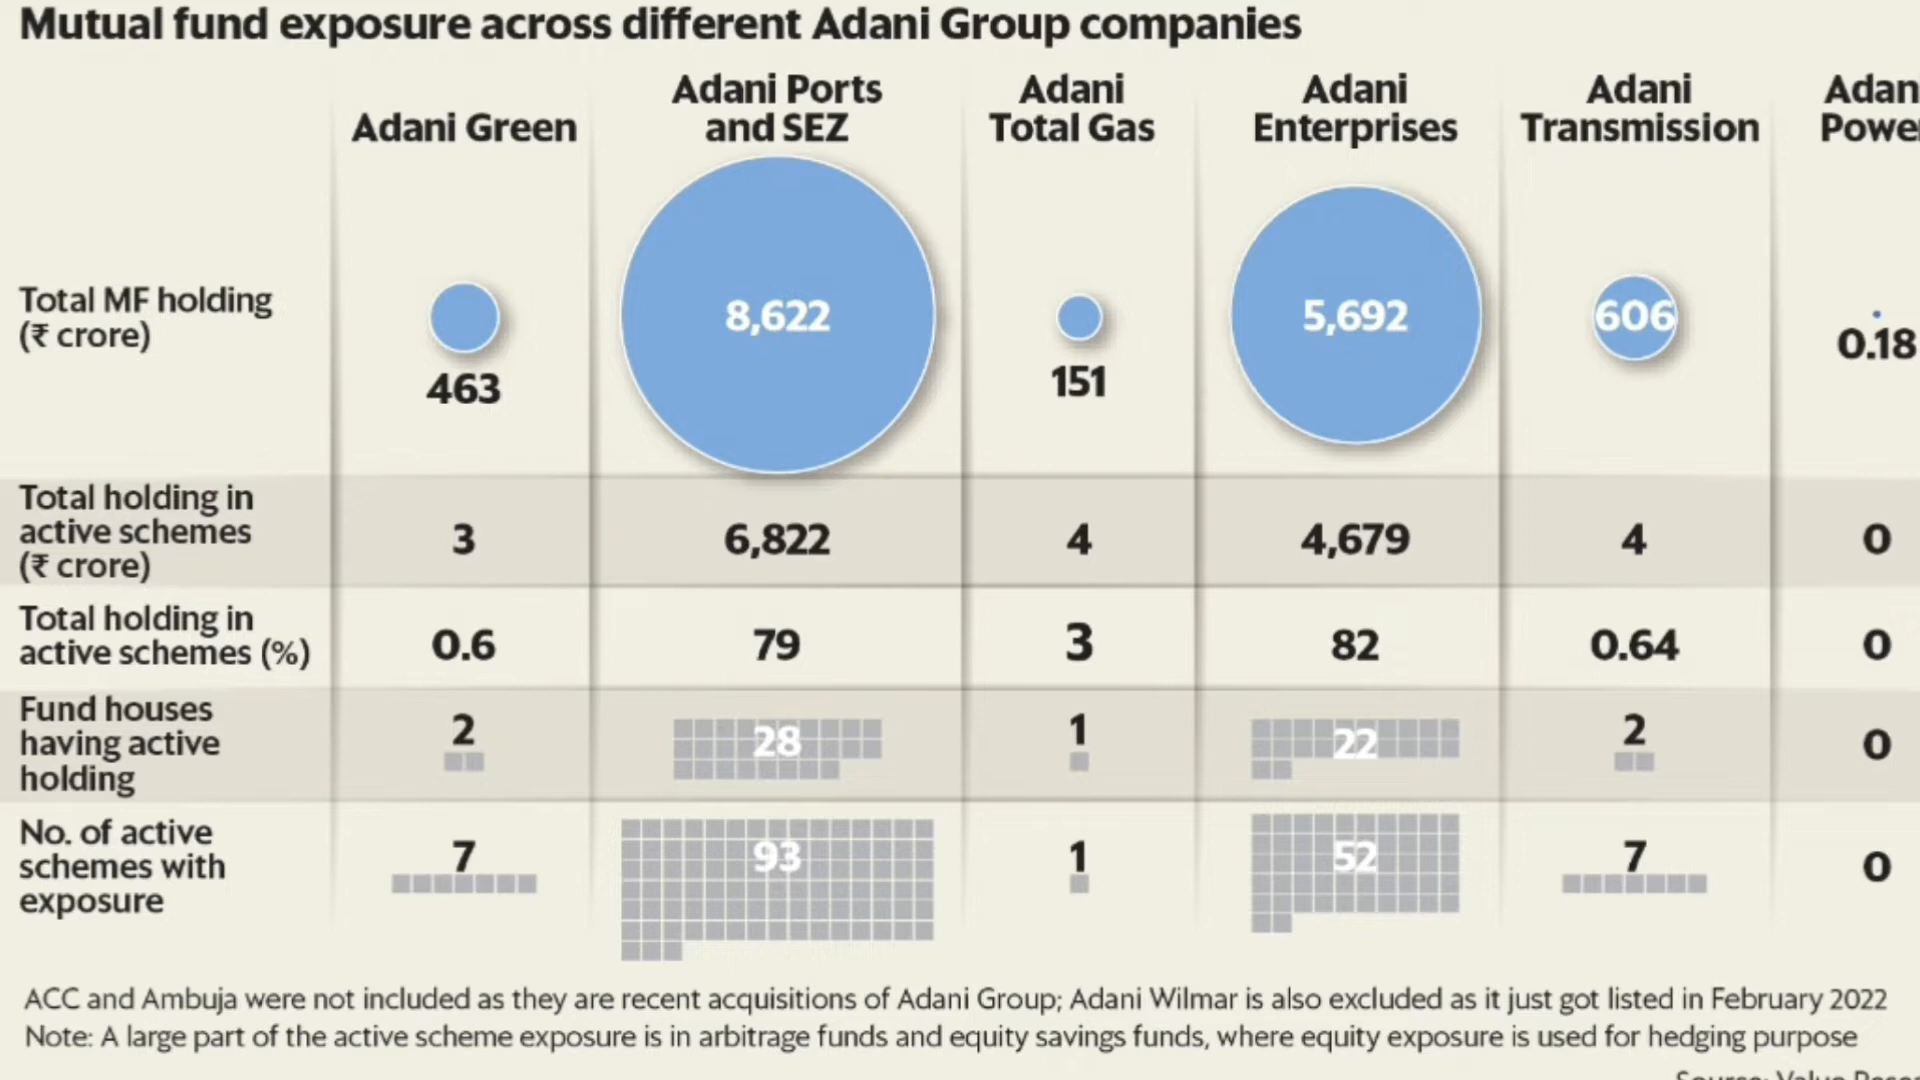 Mutual fund exposure across different Adani Group companies
Adani Green
Adani Ports
and SEZ
Adani
Total Gas
Adani
Enterprises
Adani
Transmission
Adan
Power
Total MF holding
(₹ crore)
463
8,622
151
5,692
606
0.18
Total holding in
active schemes
(₹ crore)
3
6,822
4
4,679
4
0
Total holding in
active schemes (%)
0.6
79
3
82
0.64
0
Fund houses
having active
holding
2
28
1
22
2
0
No. of active
schemes with
exposure
7
93
1
52
7
0
ACC and Ambuja were not included as they are recent acquisitions of Adani Group; Adani Wilmar is also excluded as it just got listed in February 2022
Note: A large part of the active scheme exposure is in arbitrage funds and equity savings funds, where equity exposure is used for hedging purpose
Source: Value